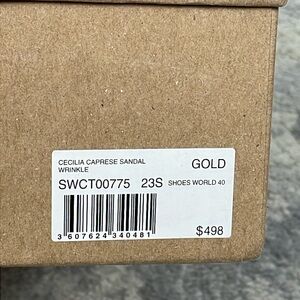 CECILIA CAPRESE SANDAL GOLD
WRINKLE
SWCT00775 23S SHOES WORLD 40
3 607624 340481
$498